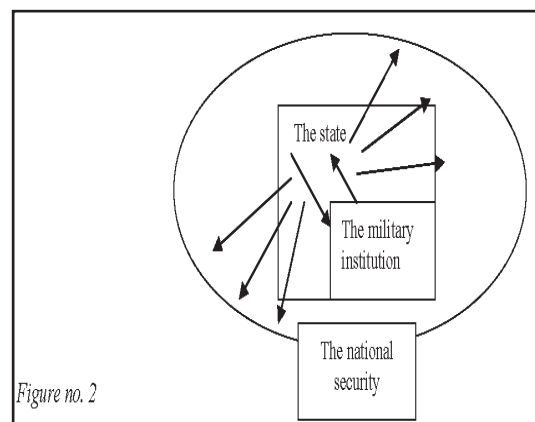 The state
The military
institution
The national
security
Figure no. 2